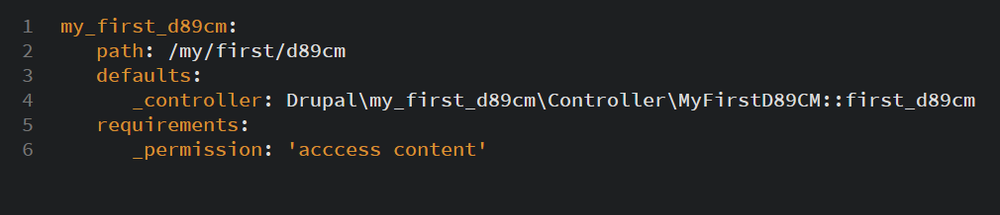 1 my_first_d89cm:
2 path: /my/first/d89cm
3 defaults:
4 _controller: Drupal\my_first_d89cm\Controller\MyFirstD89CM::first_d89cm
5 requirements:
6 _permission: 'acccess content'